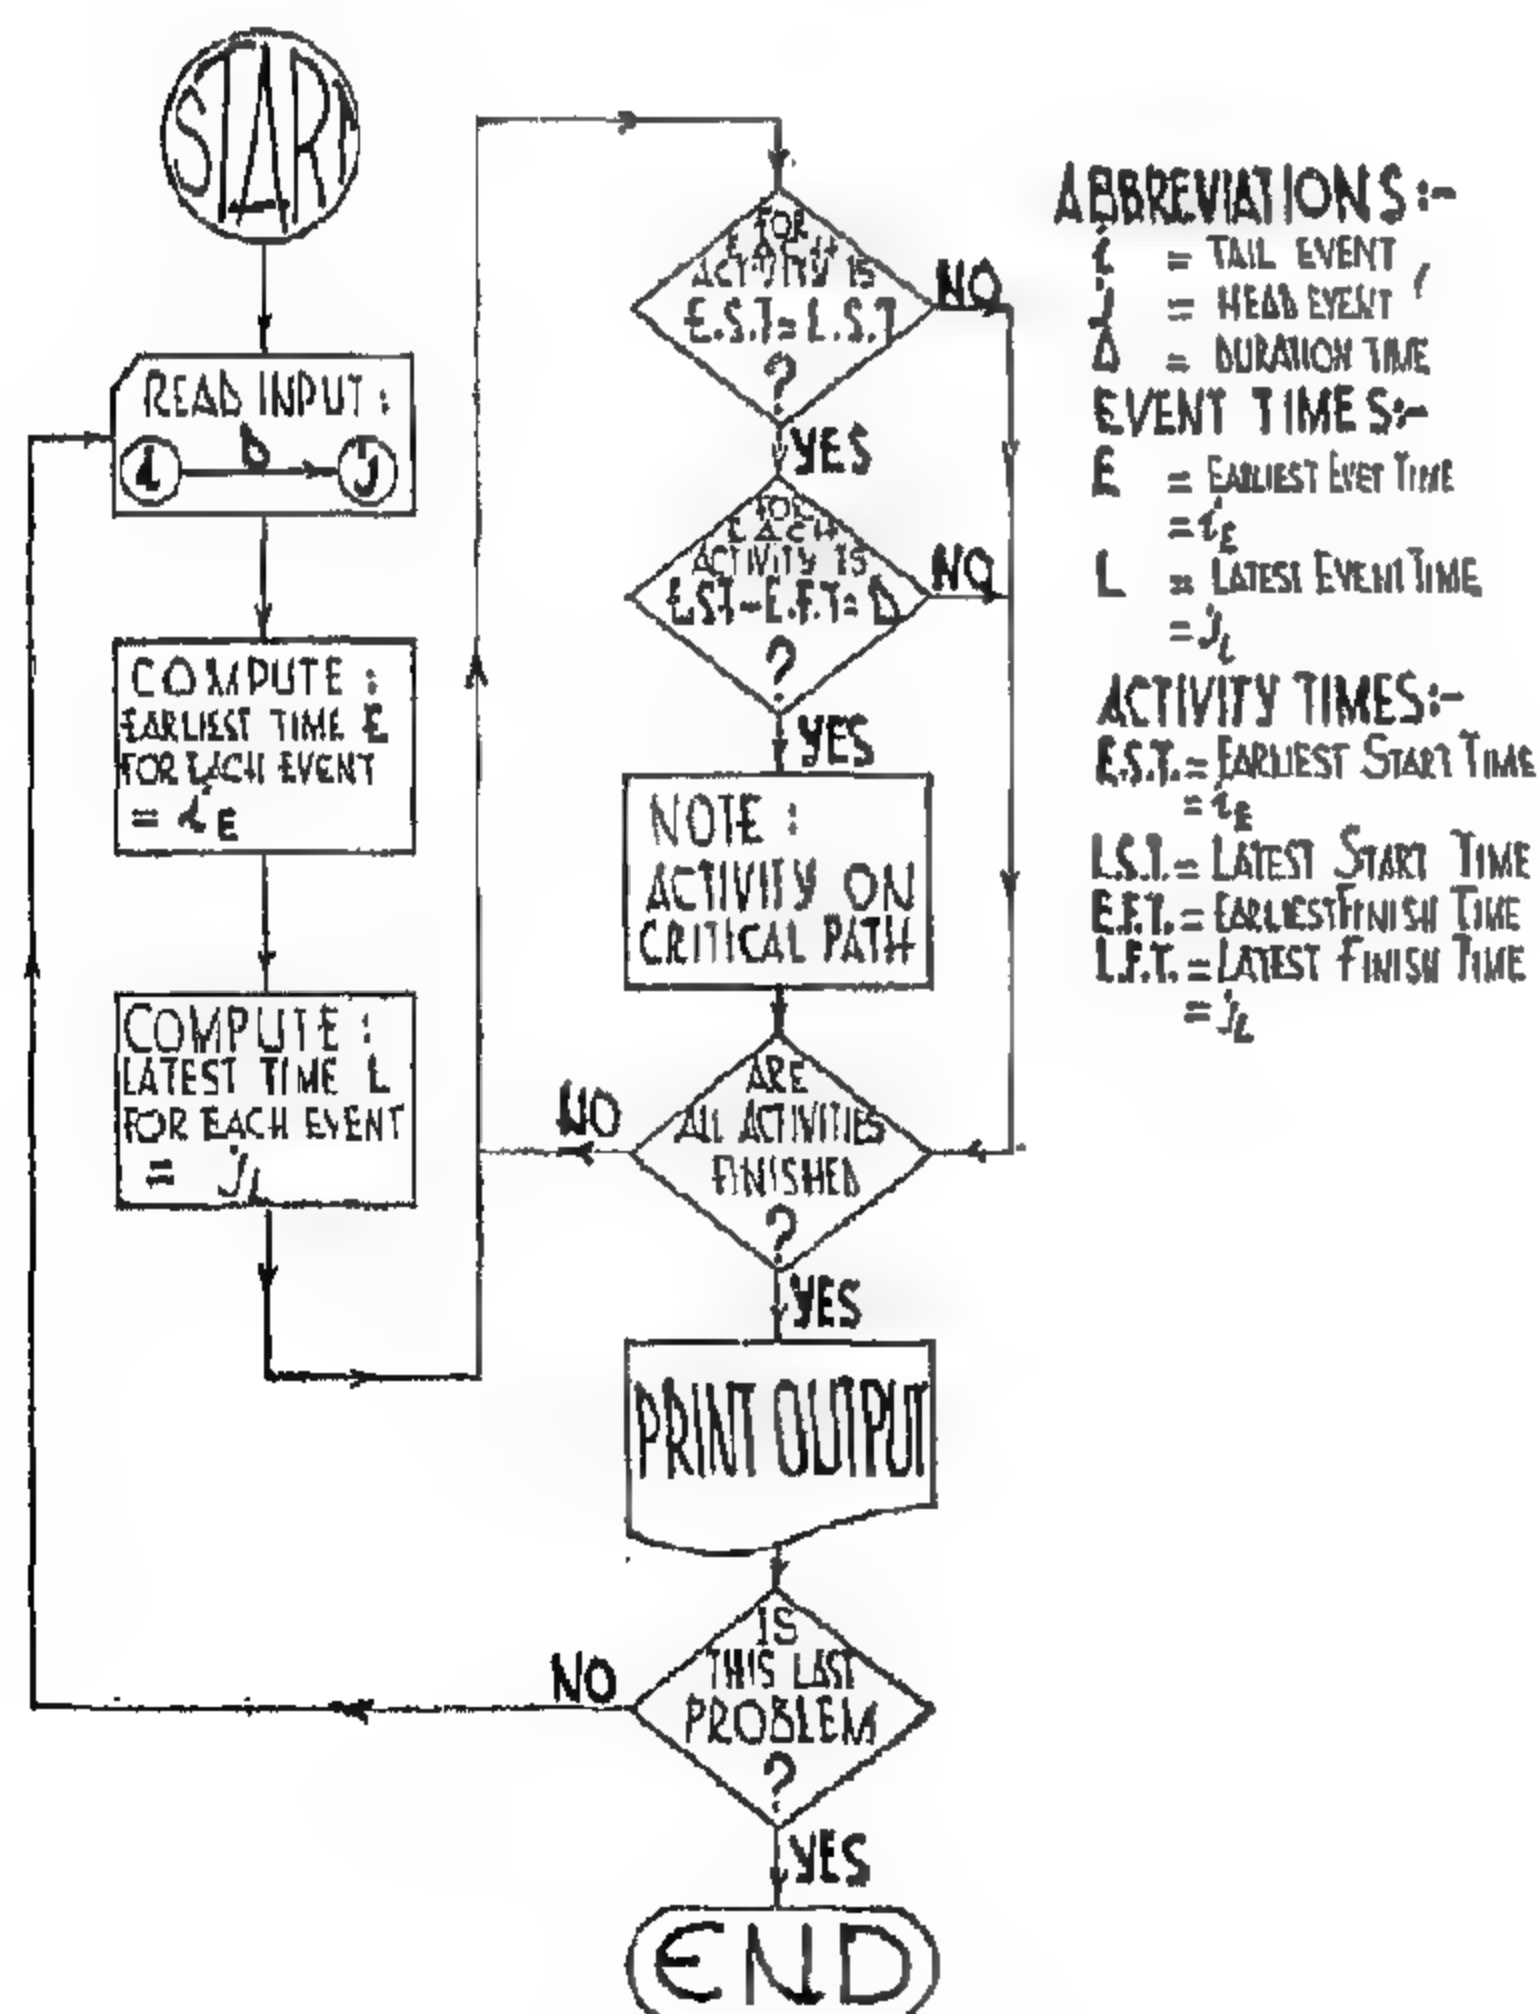 START
READ INPUT :
i D j
COMPUTE :
EARLIEST TIME E
FOR EACH EVENT
= iE
COMPUTE :
LATEST TIME L
FOR EACH EVENT
= jL
FOR
EACH
ACTIVITY IS
E.S.T = L.S.T
?
NO
YES
FOR
EACH
ACTIVITY IS
E.S.T - E.F.T = D
?
NO
YES
NOTE :
ACTIVITY ON
CRITICAL PATH
ARE
ALL ACTIVITIES
FINISHED
?
NO
YES
PRINT OUTPUT
IS
THIS LAST
PROBLEM
?
NO
YES
END
ABBREVIATIONS :-
i = TAIL EVENT
j = HEAD EVENT
D = DURATION TIME
EVENT TIMES :-
E = EARLIEST EVET TIME
= iE
L = LATEST EVENT TIME
= jL
ACTIVITY TIMES :-
E.S.T. = EARLIEST START TIME
= iE
L.S.T. = LATEST START TIME
E.F.T. = EARLIEST FINISH TIME
L.F.T. = LATEST FINISH TIME
= jL